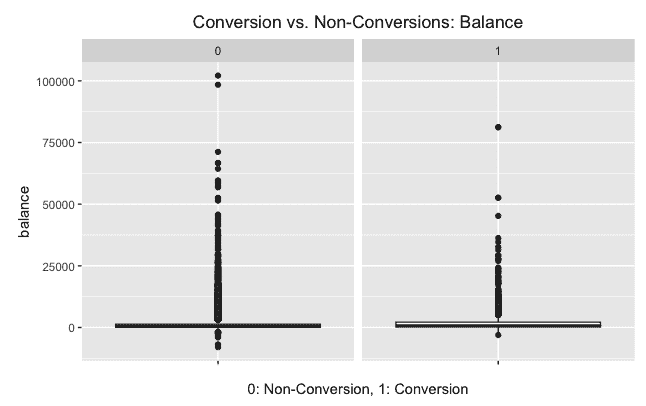 Conversion vs. Non-Conversions: Balance
0 1
100000
75000
50000
25000
0
balance
0: Non-Conversion, 1: Conversion